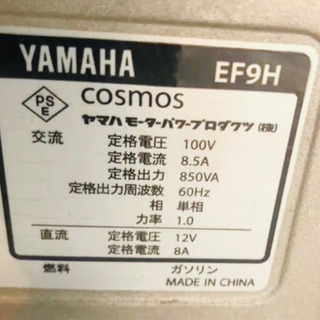 YAMAHA EF9H
PSE cosmos
ヤマハモーターパワープロダクツ(株)
交流 定格電圧 100V
定格電流 8.5A
定格出力 850VA
定格出力周波数 60Hz
相 単相
力率 1.0
直流 定格電圧 12V
定格電流 8A
燃料 ガソリン
MADE IN CHINA